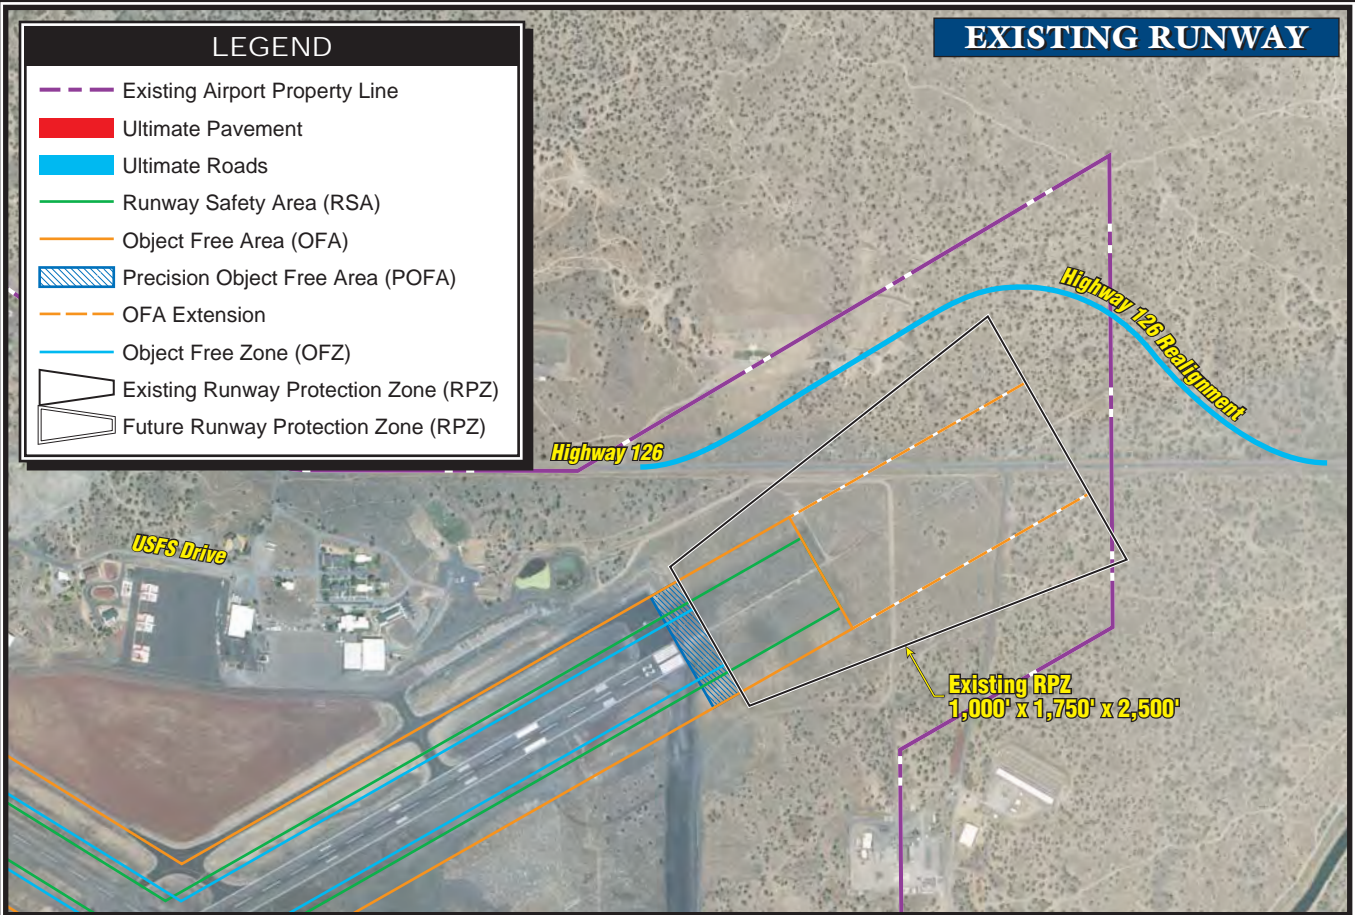 LEGEND
Existing Airport Property Line
Ultimate Pavement
Ultimate Roads
Runway Safety Area (RSA)
Object Free Area (OFA)
Precision Object Free Area (POFA)
OFA Extension
Object Free Zone (OFZ)
Existing Runway Protection Zone (RPZ)
Future Runway Protection Zone (RPZ)
EXISTING RUNWAY
Highway 126 Realignment
Highway 126
USFS Drive
22
Existing RPZ
1,000' x 1,750' x 2,500'